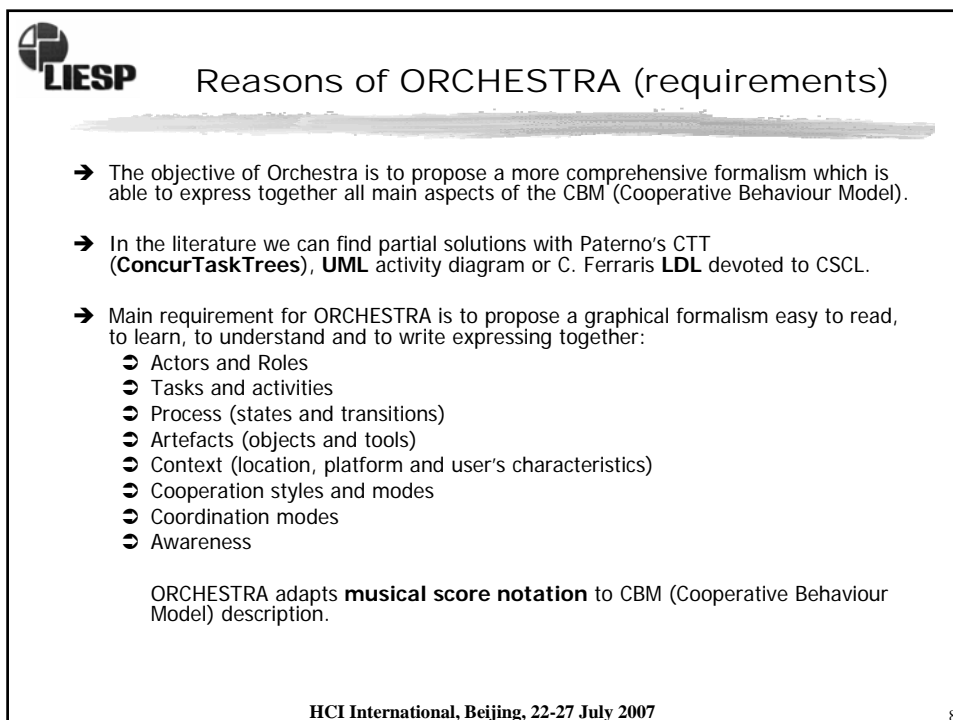 LIESP
Reasons of ORCHESTRA (requirements)
➔ The objective of Orchestra is to propose a more comprehensive formalism which is
able to express together all main aspects of the CBM (Cooperative Behaviour Model).
➔ In the literature we can find partial solutions with Paterno's CTT
(ConcurTaskTrees), UML activity diagram or C. Ferraris LDL devoted to CSCL.
➔ Main requirement for ORCHESTRA is to propose a graphical formalism easy to read,
to learn, to understand and to write expressing together:
➲ Actors and Roles
➲ Tasks and activities
➲ Process (states and transitions)
➲ Artefacts (objects and tools)
➲ Context (location, platform and user's characteristics)
➲ Cooperation styles and modes
➲ Coordination modes
➲ Awareness
ORCHESTRA adapts musical score notation to CBM (Cooperative Behaviour
Model) description.
HCI International, Beijing, 22-27 July 2007
8